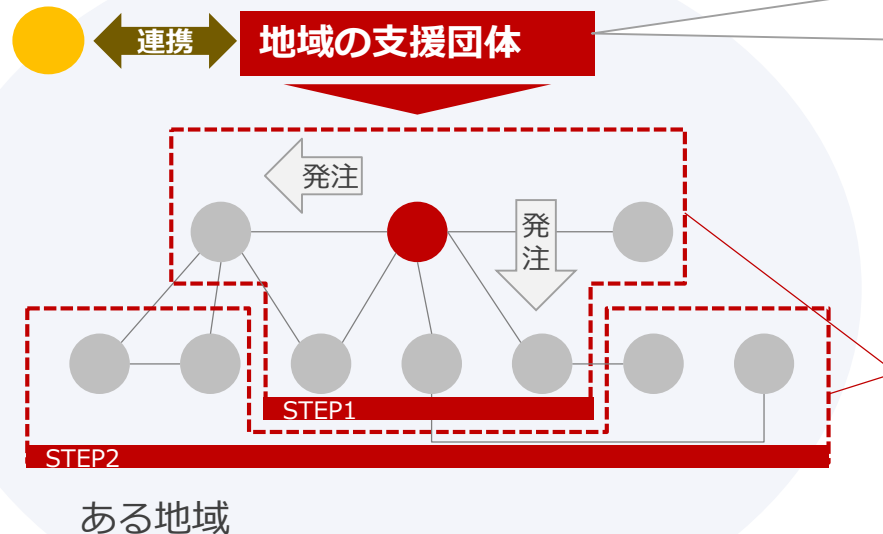 連携
地域の支援団体
発注
発
注
STEP1
STEP2
ある地域